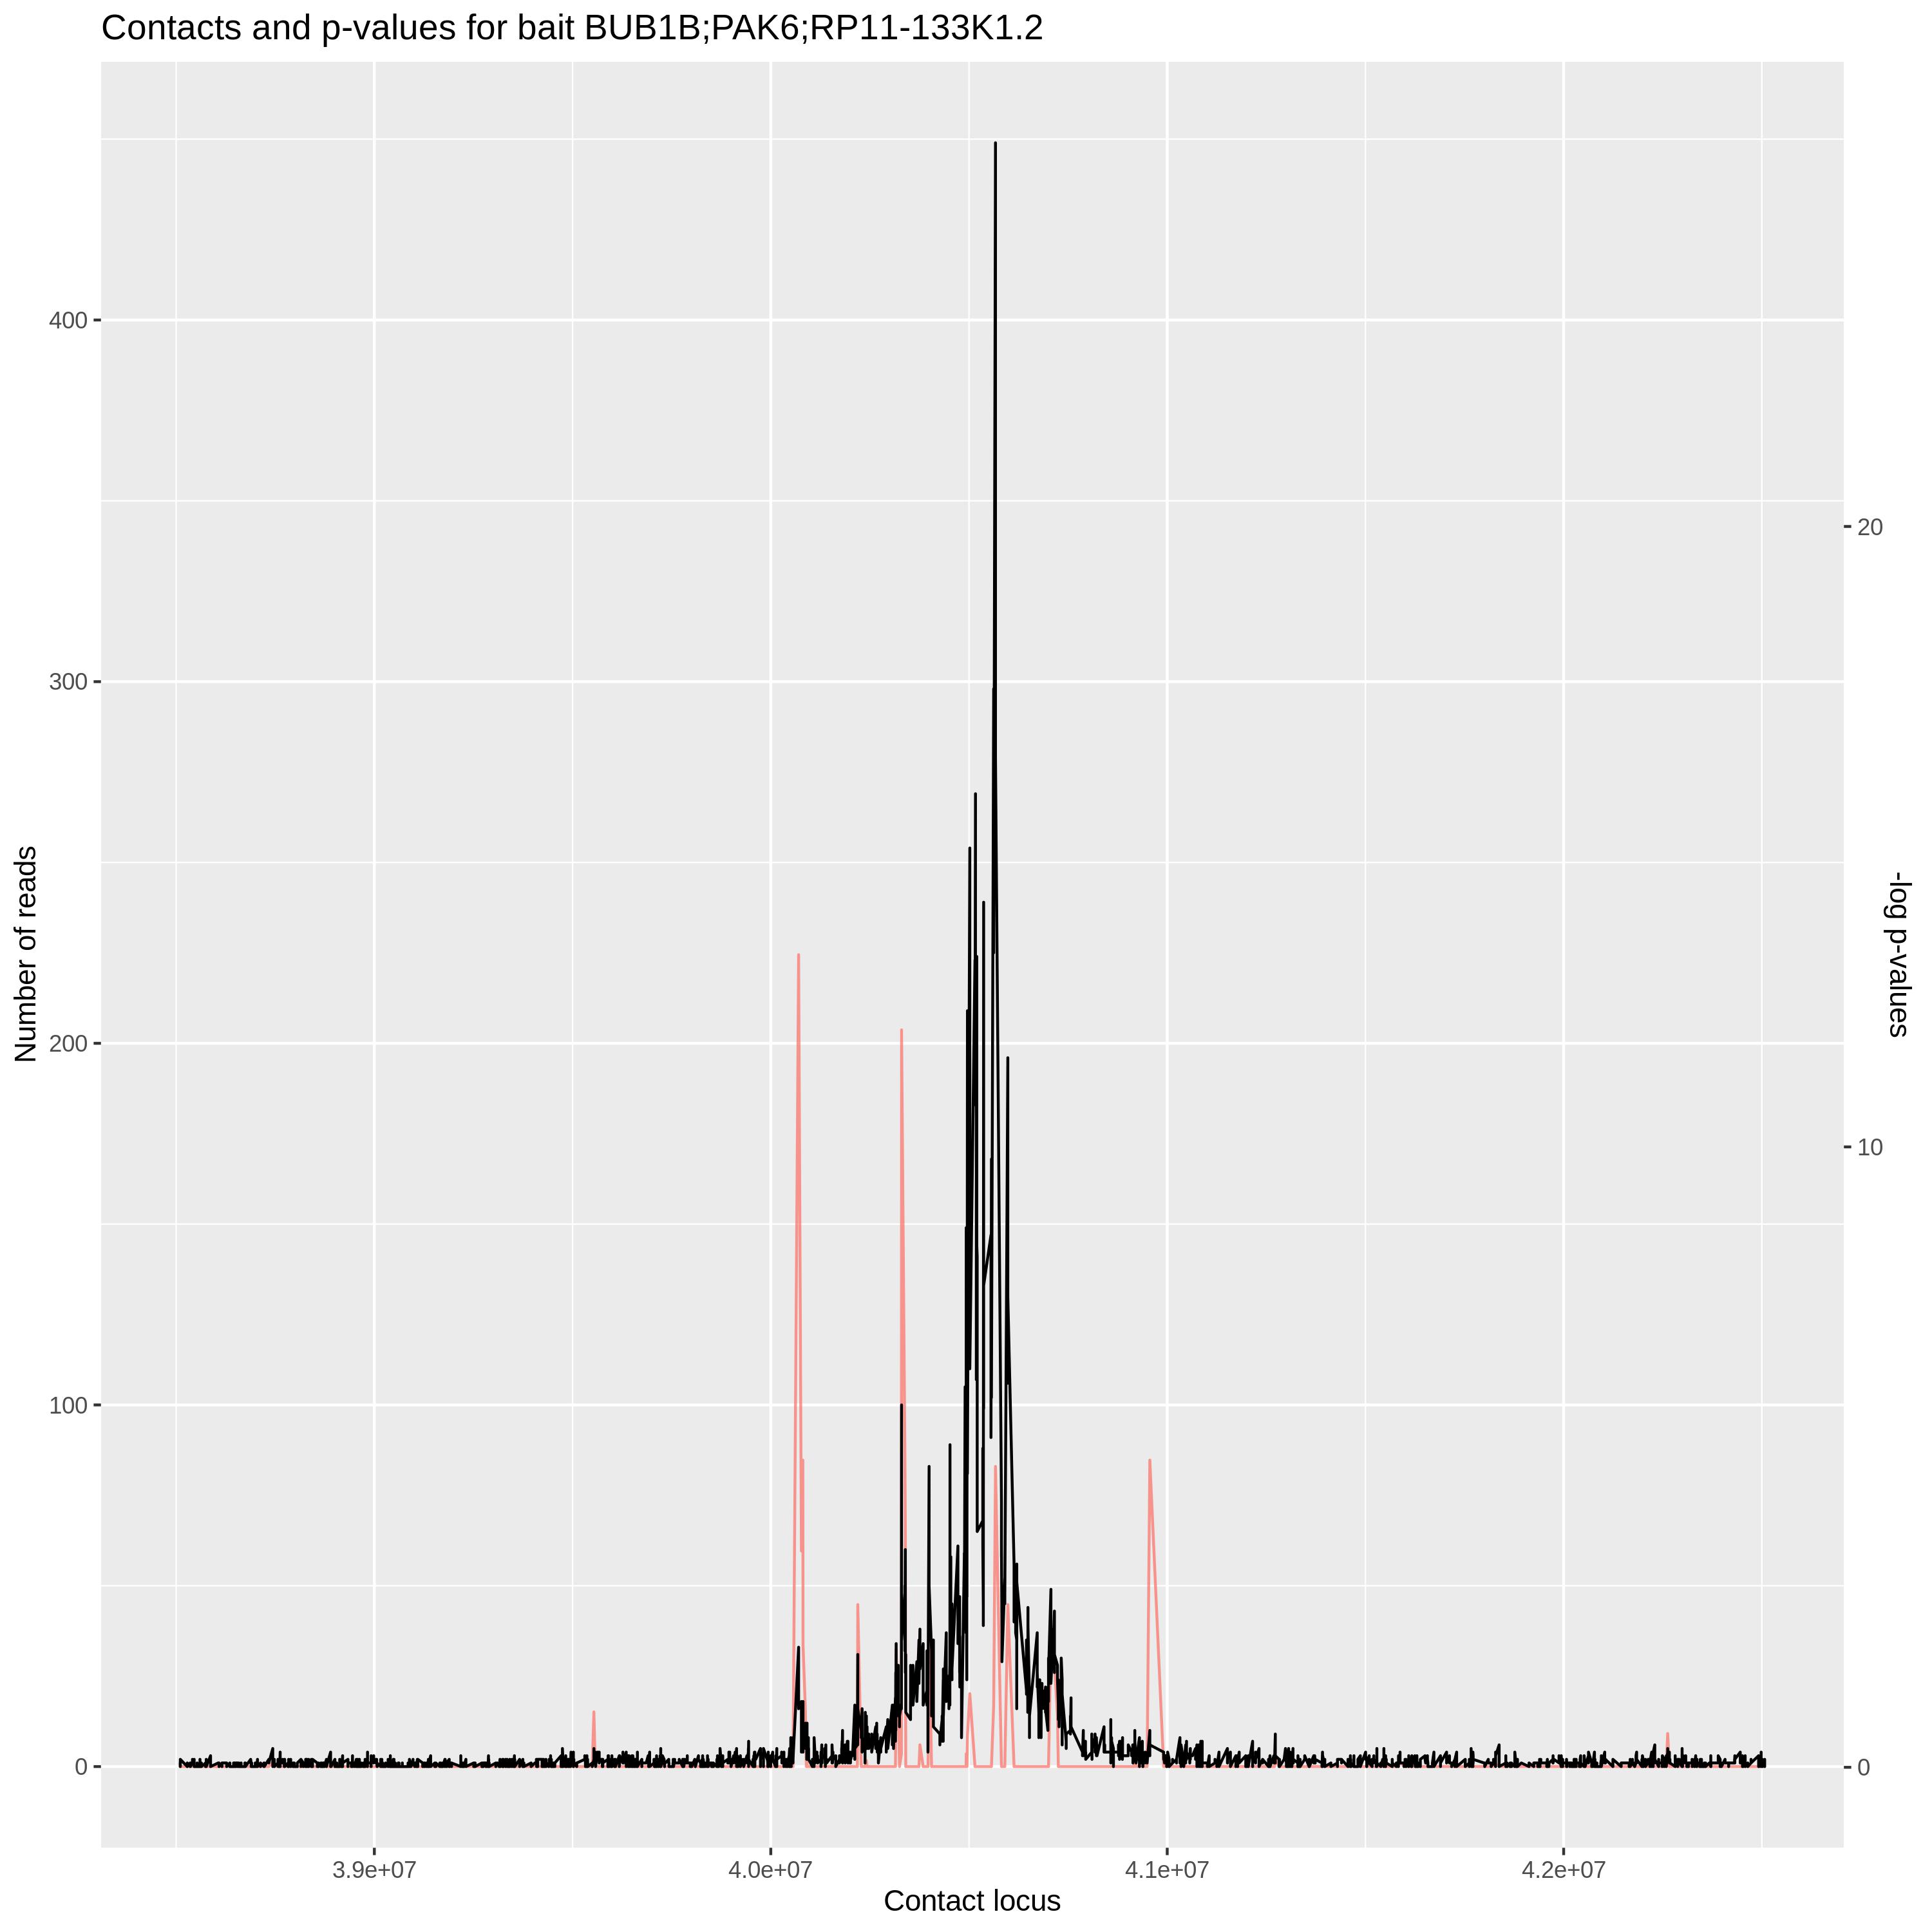 Contacts and p-values for bait BUB1B;PAK6;RP11-133K1.2
400
300
200
100
0
Number of reads
20
10
0
-log p-values
3.9e+07 4.0e+07 4.1e+07 4.2e+07
Contact locus